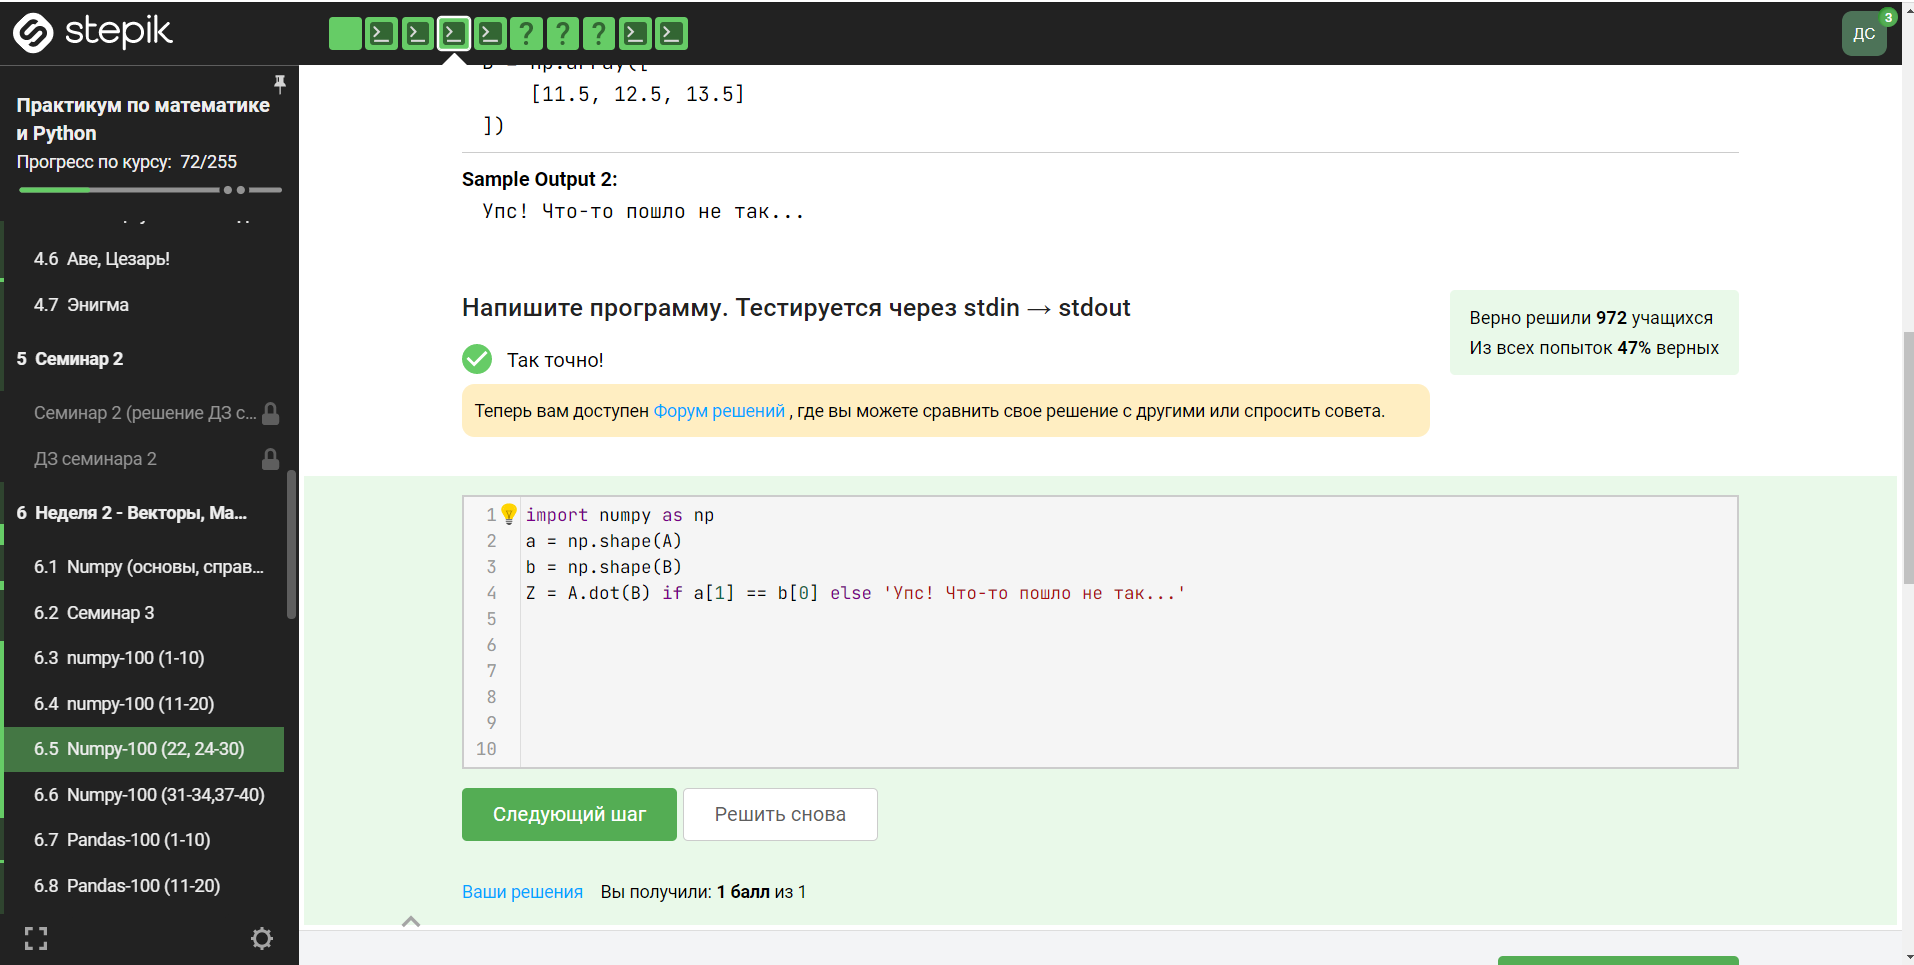 stepik
3
ДС
Практикум по математике
и Python
Прогресс по курсу: 72/255
4.6 Аве, Цезарь!
4.7 Энигма
5 Семинар 2
Семинар 2 (решение ДЗ с...
ДЗ семинара 2
6 Неделя 2 - Векторы, Ма...
6.1 Numpy (основы, справ...
6.2 Семинар 3
6.3 numpy-100 (1-10)
6.4 numpy-100 (11-20)
6.5 Numpy-100 (22, 24-30)
6.6 Numpy-100 (31-34,37-40)
6.7 Pandas-100 (1-10)
6.8 Pandas-100 (11-20)
B = np.array([
[11.5, 12.5, 13.5]
])
Sample Output 2:
Упс! Что-то пошло не так...
Напишите программу. Тестируется через stdin → stdout
Верно решили 972 учащихся
Из всех попыток 47% верных
Так точно!
Теперь вам доступен Форум решений , где вы можете сравнить свое решение с другими или спросить совета.
1 import numpy as np
2 a = np.shape(A)
3 b = np.shape(B)
4 Z = A.dot(B) if a[1] == b[0] else 'Упс! Что-то пошло не так...'
5
6
7
8
9
10
Следующий шаг
Решить снова
Ваши решения Вы получили: 1 балл из 1